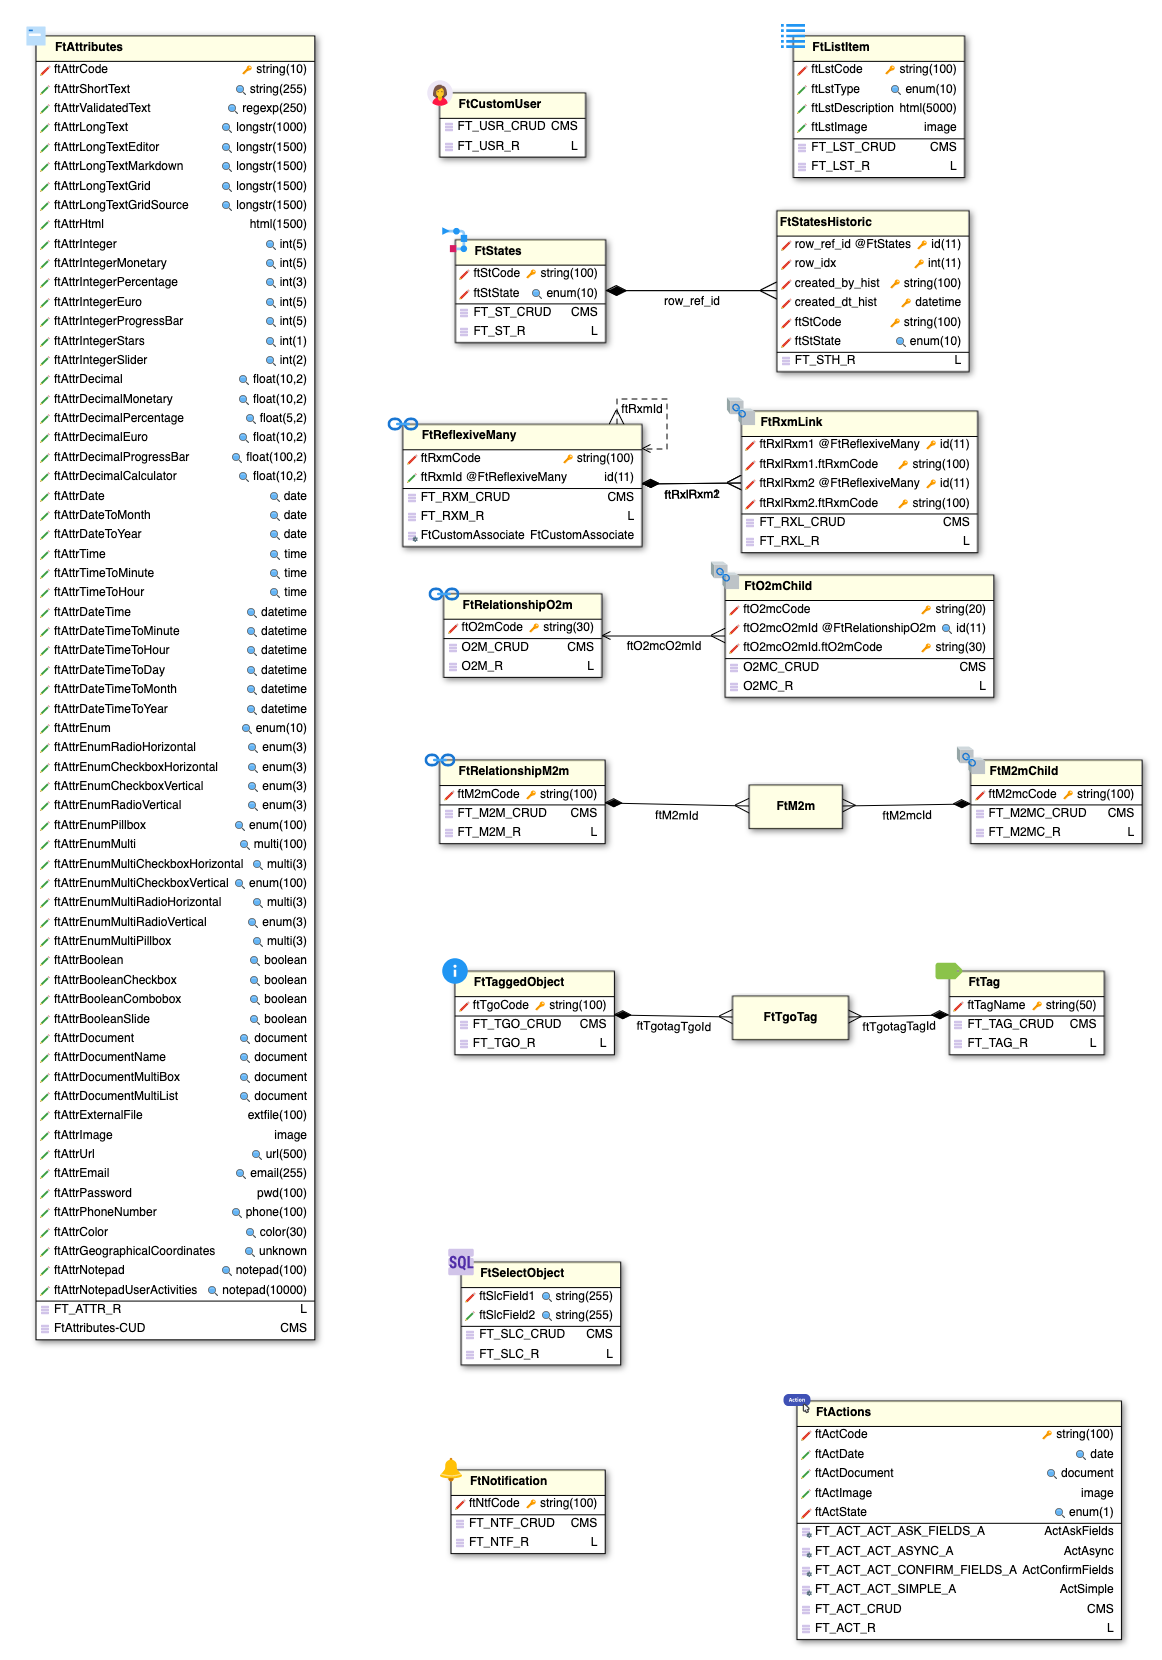 FtAttributes
ftAttrCode string(10)
ftAttrShortText string(255)
ftAttrValidatedText regexp(250)
ftAttrLongText longstr(1000)
ftAttrLongTextEditor longstr(1500)
ftAttrLongTextMarkdown longstr(1500)
ftAttrLongTextGrid longstr(1500)
ftAttrLongTextGridSource longstr(1500)
ftAttrHtml html(1500)
ftAttrInteger int(5)
ftAttrIntegerMonetary int(5)
ftAttrIntegerPercentage int(3)
ftAttrIntegerEuro int(5)
ftAttrIntegerProgressBar int(5)
ftAttrIntegerStars int(1)
ftAttrIntegerSlider int(2)
ftAttrDecimal float(10,2)
ftAttrDecimalMonetary float(10,2)
ftAttrDecimalPercentage float(5,2)
ftAttrDecimalEuro float(10,2)
ftAttrDecimalProgressBar float(100,2)
ftAttrDecimalCalculator float(10,2)
ftAttrDate date
ftAttrDateToMonth date
ftAttrDateToYear date
ftAttrTime time
ftAttrTimeToMinute time
ftAttrTimeToHour time
ftAttrDateTime datetime
ftAttrDateTimeToMinute datetime
ftAttrDateTimeToHour datetime
ftAttrDateTimeToDay datetime
ftAttrDateTimeToMonth datetime
ftAttrDateTimeToYear datetime
ftAttrEnum enum(10)
ftAttrEnumRadioHorizontal enum(3)
ftAttrEnumCheckboxHorizontal enum(3)
ftAttrEnumCheckboxVertical enum(3)
ftAttrEnumRadioVertical enum(3)
ftAttrEnumPillbox enum(100)
ftAttrEnumMulti multi(100)
ftAttrEnumMultiCheckboxHorizontal multi(3)
ftAttrEnumMultiCheckboxVertical enum(100)
ftAttrEnumMultiRadioHorizontal multi(3)
ftAttrEnumMultiRadioVertical enum(3)
ftAttrEnumMultiPillbox multi(3)
ftAttrBoolean boolean
ftAttrBooleanCheckbox boolean
ftAttrBooleanCombobox boolean
ftAttrBooleanSlide boolean
ftAttrDocument document
ftAttrDocumentName document
ftAttrDocumentMultiBox document
ftAttrDocumentMultiList document
ftAttrExternalFile extfile(100)
ftAttrImage image
ftAttrUrl url(500)
ftAttrEmail email(255)
ftAttrPassword pwd(100)
ftAttrPhoneNumber phone(100)
ftAttrColor color(30)
ftAttrGeographicalCoordinates unknown
ftAttrNotepad notepad(100)
ftAttrNotepadUserActivities notepad(10000)
FT_ATTR_R L
FtAttributes-CUD CMS
FtCustomUser
FT_USR_CRUD CMS
FT_USR_R L
FtListItem
ftLstCode string(100)
ftLstType enum(10)
ftLstDescription html(5000)
ftLstImage image
FT_LST_CRUD CMS
FT_LST_R L
FtStates
ftStCode string(100)
ftStState enum(10)
FT_ST_CRUD CMS
FT_ST_R L
row_ref_id
FtStatesHistoric
row_ref_id @FtStates id(11)
row_idx int(11)
created_by_hist string(100)
created_dt_hist datetime
ftStCode string(100)
ftStState enum(10)
FT_STH_R L
ftRxmId
FtReflexiveMany
ftRxmCode string(100)
ftRxmId @FtReflexiveMany id(11)
FT_RXM_CRUD CMS
FT_RXM_R L
FtCustomAssociate FtCustomAssociate
FtRxmLink
ftRxlRxm1 @FtReflexiveMany id(11)
ftRxlRxm1.ftRxmCode string(100)
ftRxlRxm2 @FtReflexiveMany id(11)
ftRxlRxm2.ftRxmCode string(100)
FT_RXL_CRUD CMS
FT_RXL_R L
FtRelationshipO2m
ftO2mCode string(30)
O2M_CRUD CMS
O2M_R L
ftO2mcO2mId
FtO2mChild
ftO2mcCode string(20)
ftO2mcO2mId @FtRelationshipO2m id(11)
ftO2mcO2mId.ftO2mCode string(30)
O2MC_CRUD CMS
O2MC_R L
FtRelationshipM2m
ftM2mCode string(100)
FT_M2M_CRUD CMS
FT_M2M_R L
ftM2mId
FtM2m
ftM2mcId
FtM2mChild
ftM2mcCode string(100)
FT_M2MC_CRUD CMS
FT_M2MC_R L
FtTaggedObject
ftTgoCode string(100)
FT_TGO_CRUD CMS
FT_TGO_R L
ftTgotagTgoId
FtTgoTag
ftTgotagTagId
FtTag
ftTagName string(50)
FT_TAG_CRUD CMS
FT_TAG_R L
SQL
FtSelectObject
ftSlcField1 string(255)
ftSlcField2 string(255)
FT_SLC_CRUD CMS
FT_SLC_R L
FtNotification
ftNtfCode string(100)
FT_NTF_CRUD CMS
FT_NTF_R L
Action
FtActions
ftActCode string(100)
ftActDate date
ftActDocument document
ftActImage image
ftActState enum(1)
FT_ACT_ACT_ASK_FIELDS_A ActAskFields
FT_ACT_ACT_ASYNC_A ActAsync
FT_ACT_ACT_CONFIRM_FIELDS_A ActConfirmFields
FT_ACT_ACT_SIMPLE_A ActSimple
FT_ACT_CRUD CMS
FT_ACT_R L